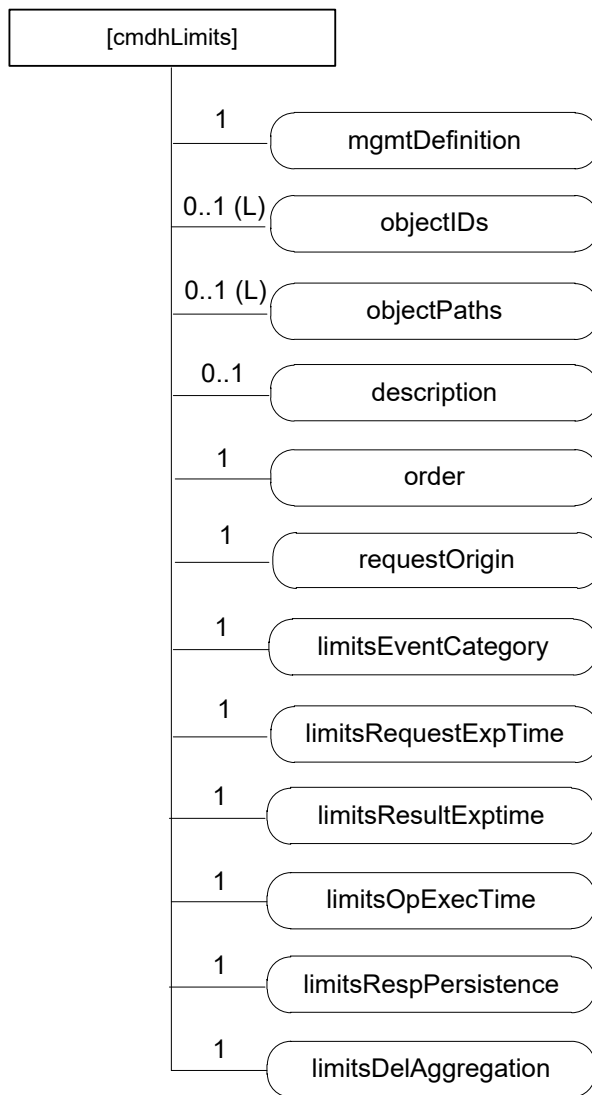 [cmdhLimits]
1
mgmtDefinition
0..1 (L)
objectIDs
0..1 (L)
objectPaths
0..1
description
1
order
1
requestOrigin
1
limitsEventCategory
1
limitsRequestExpTime
1
limitsResultExptime
1
limitsOpExecTime
1
limitsRespPersistence
1
limitsDelAggregation